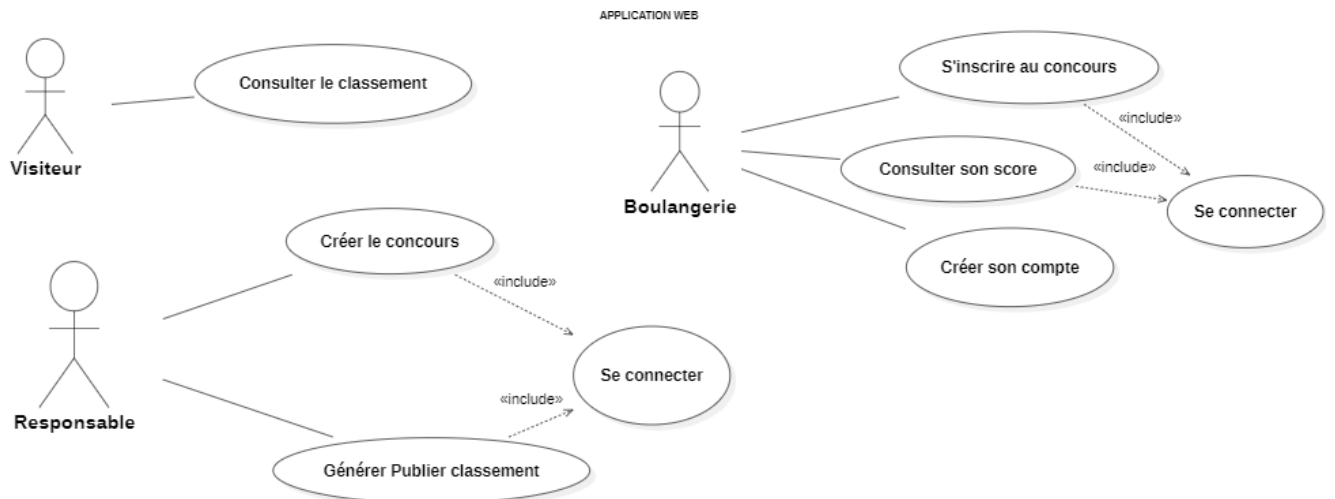 APPLICATION WEB
Consulter le classement
Visiteur
S'inscrire au concours
«include»
Consulter son score
«include»
Se connecter
Boulangerie
Créer son compte
Créer le concours
«include»
Se connecter
«include»
Responsable
Générer Publier classement